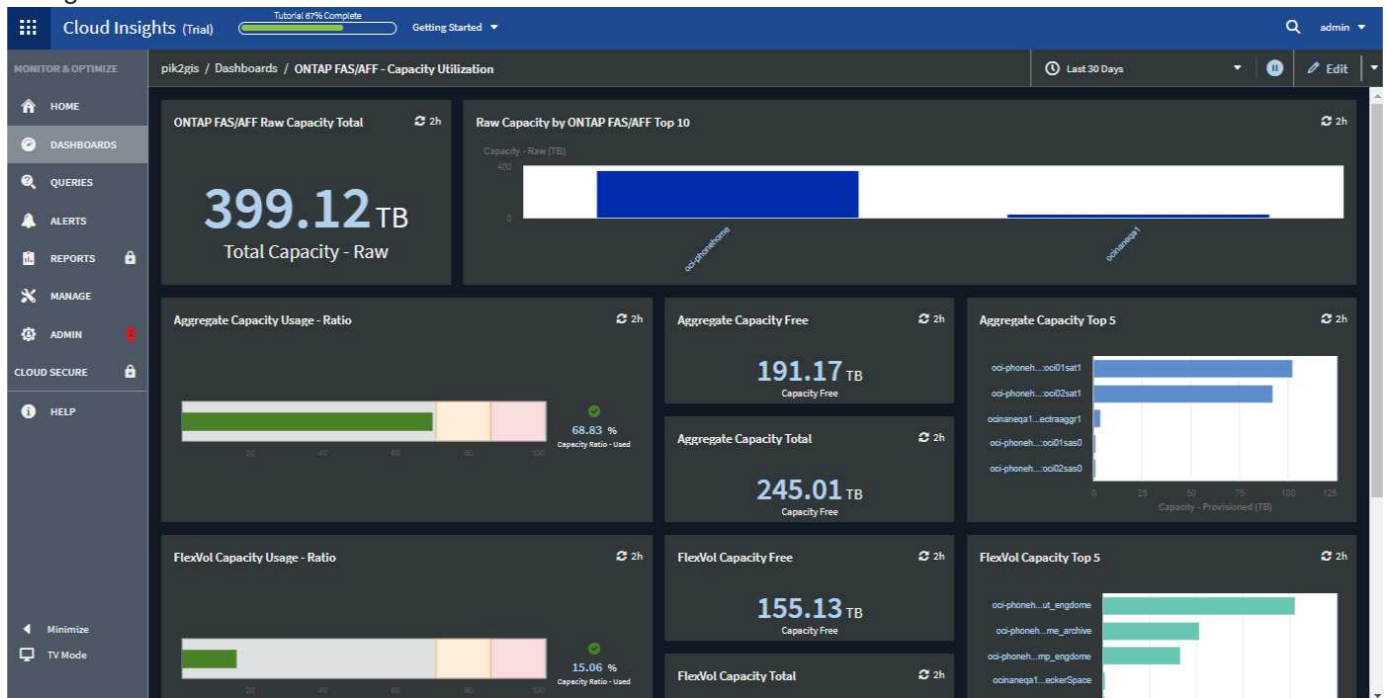 Cloud Insights (Trial)
Tutorial 67% Complete
Getting Started
admin
MONITOR & OPTIMIZE
HOME
DASHBOARDS
QUERIES
ALERTS
REPORTS
MANAGE
ADMIN
CLOUD SECURE
HELP
Minimize
TV Mode
pik2gis / Dashboards / ONTAP FAS/AFF - Capacity Utilization
Last 30 Days
Edit
ONTAP FAS/AFF Raw Capacity Total
2h
399.12 TB
Total Capacity - Raw
Raw Capacity by ONTAP FAS/AFF Top 10
2h
Capacity - Raw (TB)
400
0
oci-phonehome
ocinaneqa1
Aggregate Capacity Usage - Ratio
2h
68.83 %
Capacity Ratio - Used
20 40 60 80 100
Aggregate Capacity Free
2h
191.17 TB
Capacity Free
Aggregate Capacity Total
2h
245.01 TB
Capacity Free
Aggregate Capacity Top 5
2h
oci-phoneh...:oci01sat1
oci-phoneh...:oci02sat1
ocinaneqa1...ectraaggr1
oci-phoneh...:oci01sas0
oci-phoneh...:oci02sas0
0 25 50 75 100 125
Capacity - Provisioned (TB)
FlexVol Capacity Usage - Ratio
2h
15.06 %
Capacity Ratio - Used
20 40 60 80 100
FlexVol Capacity Free
2h
155.13 TB
Capacity Free
FlexVol Capacity Total
2h
FlexVol Capacity Top 5
2h
oci-phoneh...ut_engdome
oci-phoneh...me_archive
oci-phoneh...mp_engdome
ocinaneqa1...eckerSpace